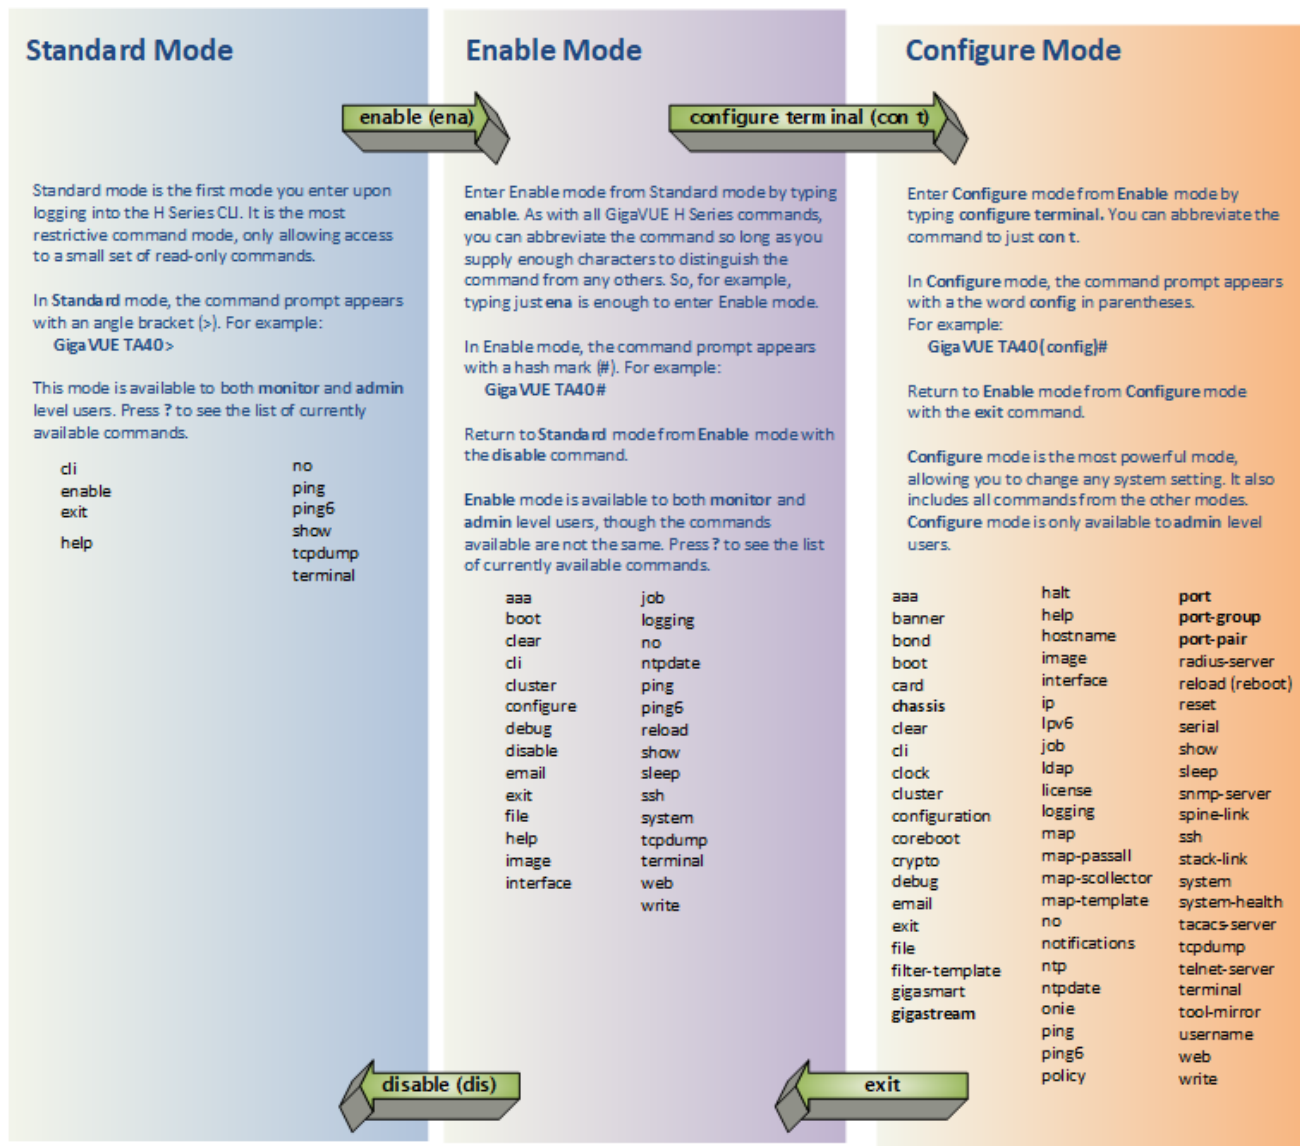 Standard Mode
enable (ena)
Standard mode is the first mode you enter upon
logging into the H Series CLI. It is the most
restrictive command mode, only allowing access
to a small set of read-only commands.
In Standard mode, the command prompt appears
with an angle bracket (>). For example:
GigaVUE TA40>
This mode is available to both monitor and admin
level users. Press ? to see the list of currently
available commands.
cli
enable
exit
help
no
ping
ping6
show
tcpdump
terminal
Enable Mode
configure terminal (con t)
Enter Enable mode from Standard mode by typing
enable. As with all GigaVUE H Series commands,
you can abbreviate the command so long as you
supply enough characters to distinguish the
command from any others. So, for example,
typing just ena is enough to enter Enable mode.
In Enable mode, the command prompt appears
with a hash mark (#). For example:
GigaVUE TA40#
Return to Standard mode from Enable mode with
the disable command.
Enable mode is available to both monitor and
admin level users, though the commands
available are not the same. Press ? to see the list
of currently available commands.
aaa
boot
clear
cli
cluster
configure
debug
disable
email
exit
file
help
image
interface
job
logging
no
ntpdate
ping
ping6
reload
show
sleep
ssh
system
tcpdump
terminal
web
write
disable (dis)
Configure Mode
Enter Configure mode from Enable mode by
typing configure terminal. You can abbreviate the
command to just con t.
In Configure mode, the command prompt appears
with a the word config in parentheses.
For example:
GigaVUE TA40(config)#
Return to Enable mode from Configure mode
with the exit command.
Configure mode is the most powerful mode,
allowing you to change any system setting. It also
includes all commands from the other modes.
Configure mode is only available to admin level
users.
aaa
banner
bond
boot
card
chassis
clear
cli
clock
cluster
configuration
coreboot
crypto
debug
email
exit
file
filter-template
gigasmart
gigastream
halt
help
hostname
image
interface
ip
Ipv6
job
ldap
license
logging
map
map-passall
map-scollector
map-template
no
notifications
ntp
ntpdate
onie
ping
ping6
policy
port
port-group
port-pair
radius-server
reload (reboot)
reset
serial
show
sleep
snmp-server
spine-link
ssh
stack-link
system
system-health
tacacs-server
tcpdump
telnet-server
terminal
tool-mirror
username
web
write
exit